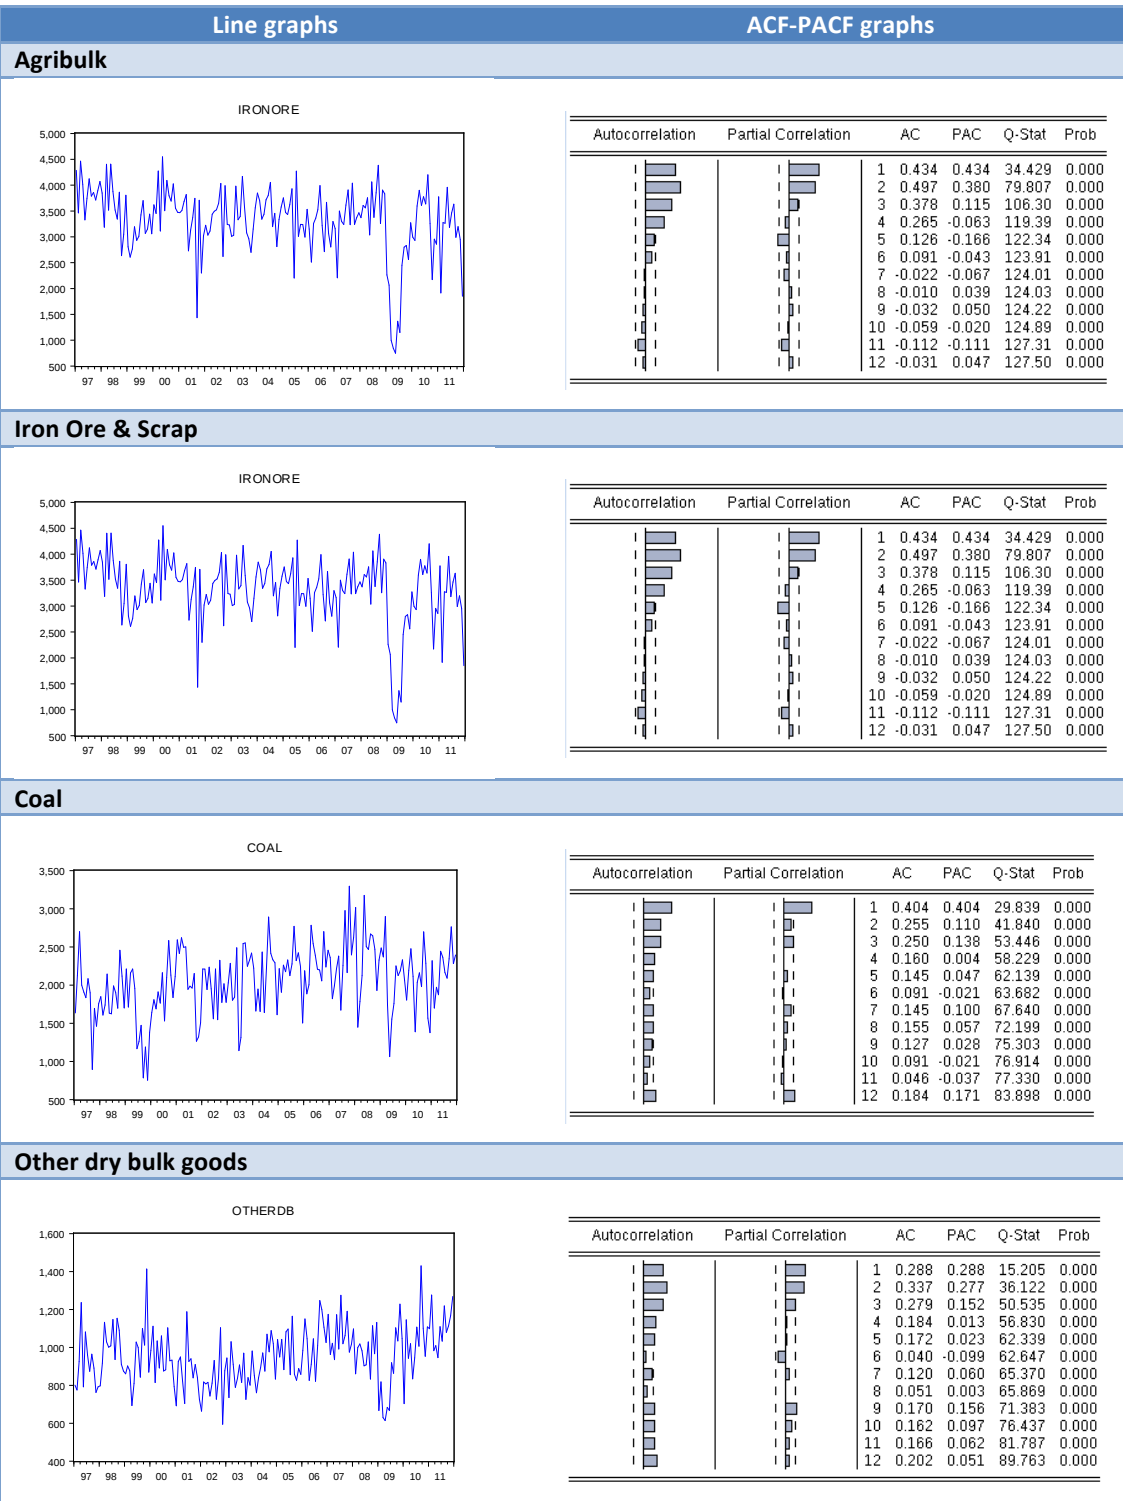 Line graphs ACF-PACF graphs
Agribulk
IRONORE
5,000
4,500
4,000
3,500
3,000
2,500
2,000
1,500
1,000
500
97 98 99 00 01 02 03 04 05 06 07 08 09 10 11
Autocorrelation Partial Correlation AC PAC Q-Stat Prob
1 0.434 0.434 34.429 0.000
2 0.497 0.380 79.807 0.000
3 0.378 0.115 106.30 0.000
4 0.265 -0.063 119.39 0.000
5 0.126 -0.166 122.34 0.000
6 0.091 -0.043 123.91 0.000
7 -0.022 -0.067 124.01 0.000
8 -0.010 0.039 124.03 0.000
9 -0.032 0.050 124.22 0.000
10 -0.059 -0.020 124.89 0.000
11 -0.112 -0.111 127.31 0.000
12 -0.031 0.047 127.50 0.000
Iron Ore & Scrap
IRONORE
5,000
4,500
4,000
3,500
3,000
2,500
2,000
1,500
1,000
500
97 98 99 00 01 02 03 04 05 06 07 08 09 10 11
Autocorrelation Partial Correlation AC PAC Q-Stat Prob
1 0.434 0.434 34.429 0.000
2 0.497 0.380 79.807 0.000
3 0.378 0.115 106.30 0.000
4 0.265 -0.063 119.39 0.000
5 0.126 -0.166 122.34 0.000
6 0.091 -0.043 123.91 0.000
7 -0.022 -0.067 124.01 0.000
8 -0.010 0.039 124.03 0.000
9 -0.032 0.050 124.22 0.000
10 -0.059 -0.020 124.89 0.000
11 -0.112 -0.111 127.31 0.000
12 -0.031 0.047 127.50 0.000
Coal
COAL
3,500
3,000
2,500
2,000
1,500
1,000
500
97 98 99 00 01 02 03 04 05 06 07 08 09 10 11
Autocorrelation Partial Correlation AC PAC Q-Stat Prob
1 0.404 0.404 29.839 0.000
2 0.255 0.110 41.840 0.000
3 0.250 0.138 53.446 0.000
4 0.160 0.004 58.229 0.000
5 0.145 0.047 62.139 0.000
6 0.091 -0.021 63.682 0.000
7 0.145 0.100 67.640 0.000
8 0.155 0.057 72.199 0.000
9 0.127 0.028 75.303 0.000
10 0.091 -0.021 76.914 0.000
11 0.046 -0.037 77.330 0.000
12 0.184 0.171 83.898 0.000
Other dry bulk goods
OTHERDB
1,600
1,400
1,200
1,000
800
600
400
97 98 99 00 01 02 03 04 05 06 07 08 09 10 11
Autocorrelation Partial Correlation AC PAC Q-Stat Prob
1 0.288 0.288 15.205 0.000
2 0.337 0.277 36.122 0.000
3 0.279 0.152 50.535 0.000
4 0.184 0.013 56.830 0.000
5 0.172 0.023 62.339 0.000
6 0.040 -0.099 62.647 0.000
7 0.120 0.060 65.370 0.000
8 0.051 0.003 65.869 0.000
9 0.170 0.156 71.383 0.000
10 0.162 0.097 76.437 0.000
11 0.166 0.062 81.787 0.000
12 0.202 0.051 89.763 0.000